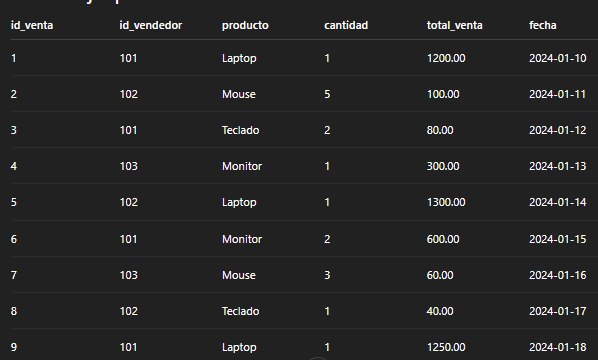 id_venta id_vendedor producto cantidad total_venta fecha
1 101 Laptop 1 1200.00 2024-01-10
2 102 Mouse 5 100.00 2024-01-11
3 101 Teclado 2 80.00 2024-01-12
4 103 Monitor 1 300.00 2024-01-13
5 102 Laptop 1 1300.00 2024-01-14
6 101 Monitor 2 600.00 2024-01-15
7 103 Mouse 3 60.00 2024-01-16
8 102 Teclado 1 40.00 2024-01-17
9 101 Laptop 1 1250.00 2024-01-18